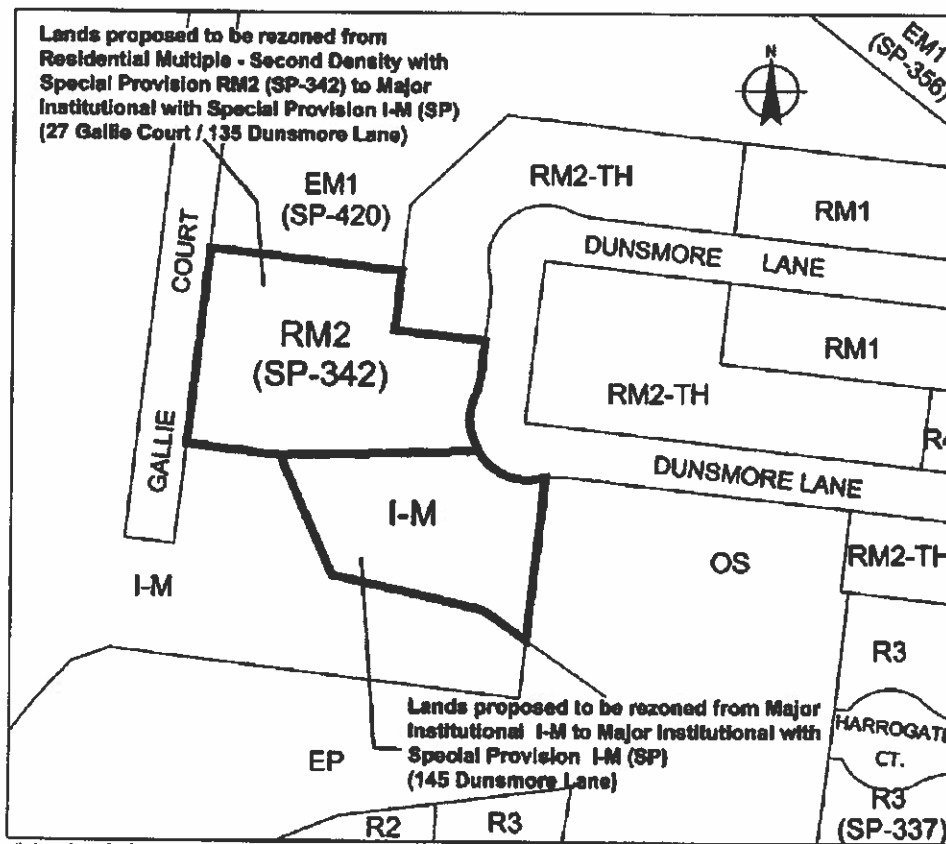 Lands proposed to be rezoned from
Residential Multiple - Second Density with
Special Provision RM2 (SP-342) to Major
Institutional with Special Provision I-M (SP)
(27 Gallie Court / 135 Dunsmore Lane)
EM1
(SP-356)
N
EM1
(SP-420)
RM2-TH
RM1
COURT
DUNSMORE LANE
RM2
(SP-342)
RM1
RM2-TH
GALLIE
DUNSMORE LANE
I-M
I-M
OS
RM2-TH
R3
Lands proposed to be rezoned from Major
Institutional I-M to Major Institutional with
Special Provision I-M (SP)
(145 Dunsmore Lane)
HARROGATE
CT.
EP
R2
R3
R3
(SP-337)